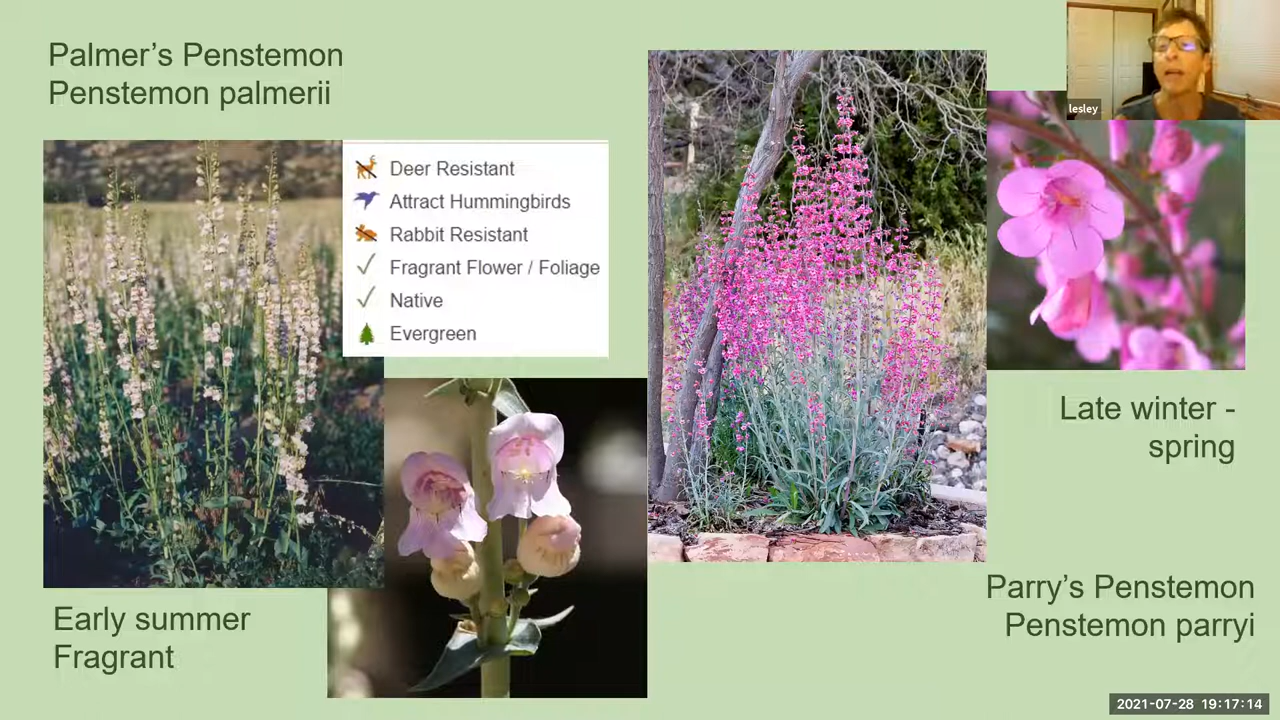 Palmer's Penstemon
Penstemon palmerii
Deer Resistant
Attract Hummingbirds
Rabbit Resistant
Fragrant Flower / Foliage
Native
Evergreen
Early summer
Fragrant
lesley
Late winter -
spring
Parry's Penstemon
Penstemon parryi
2021-07-28 19:17:14